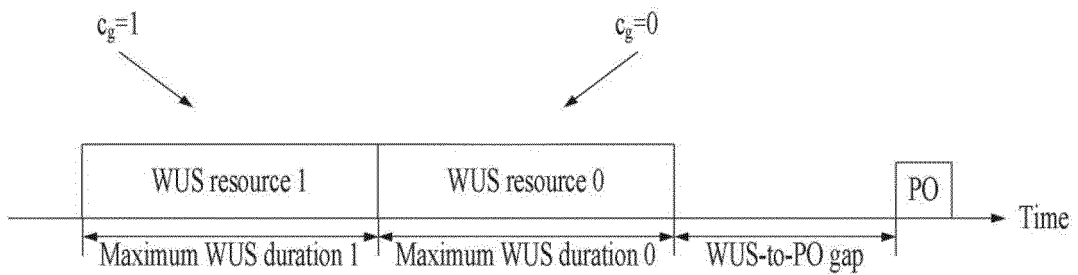 c_g=1 c_g=0
WUS resource 1 WUS resource 0 PO
Time
Maximum WUS duration 1 Maximum WUS duration 0 WUS-to-PO gap